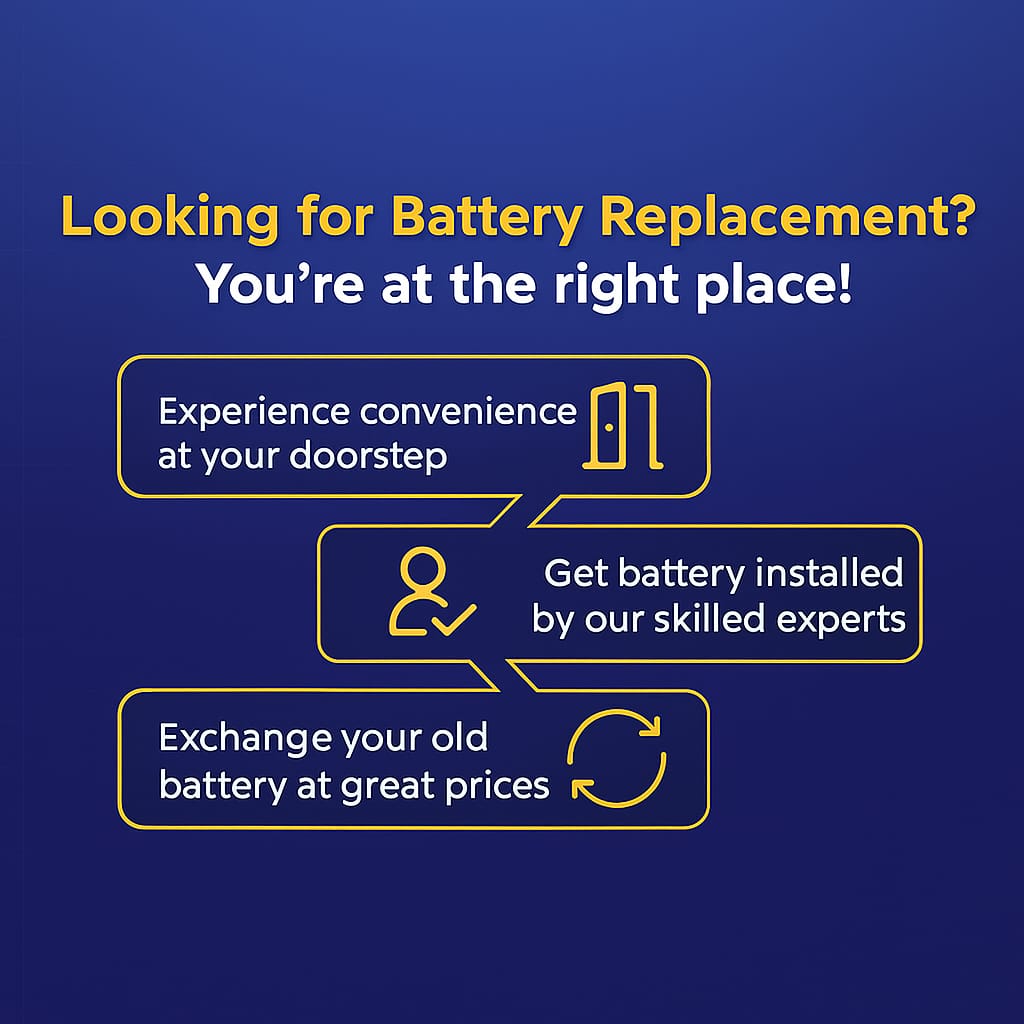 Looking for Battery Replacement?
You’re at the right place!
Experience convenience
at your doorstep
Get battery installed
by our skilled experts
Exchange your old
battery at great prices